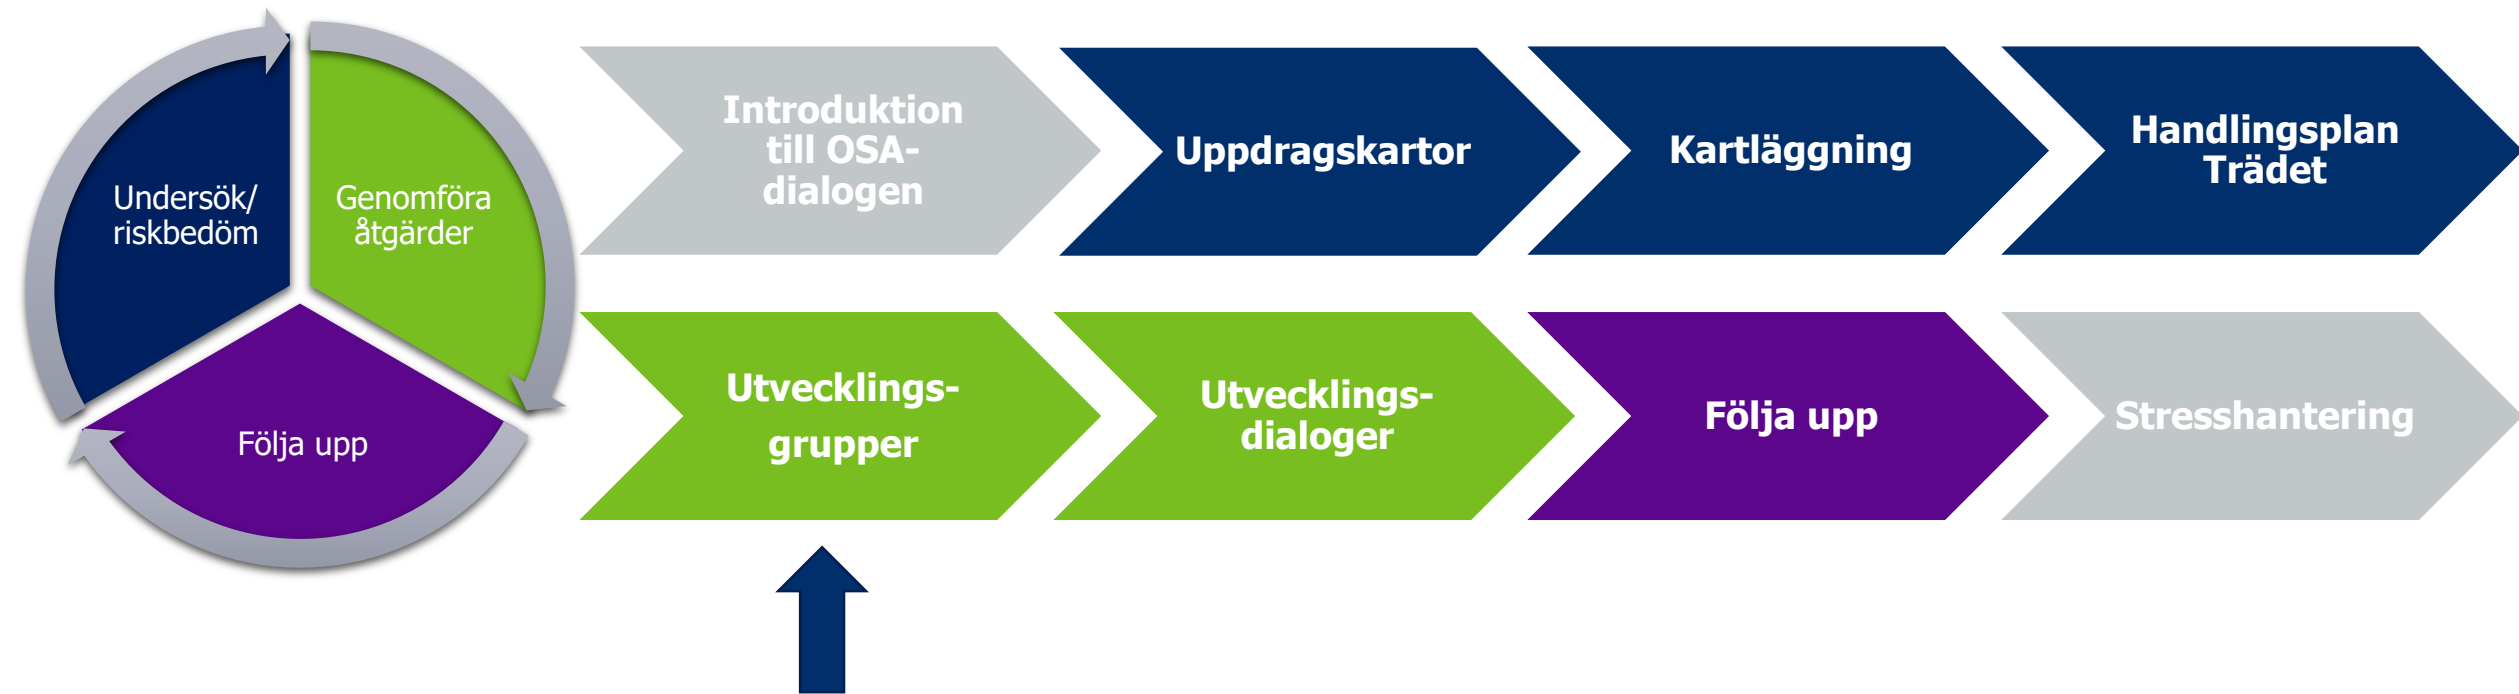 Undersök/
riskbedöm
Genomföra
åtgärder
Följa upp
Introduktion
till OSA-
dialogen
Uppdragskartor
Kartläggning
Handlingsplan
Trädet
Utvecklings-
grupper
Utvecklings-
dialoger
Följa upp
Stresshantering